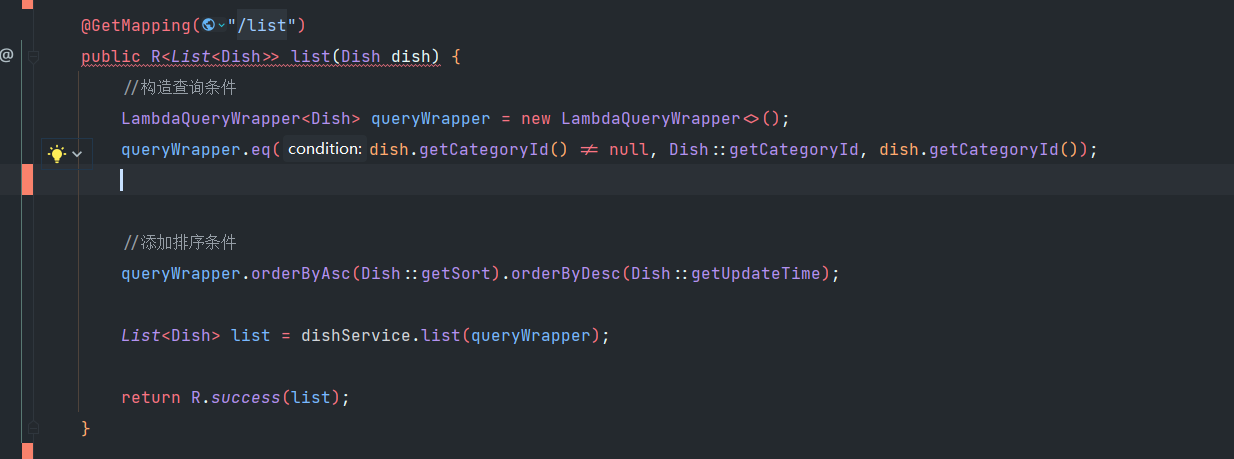 @GetMapping("/list")
@
public R<List<Dish>> list(Dish dish) {
//构造查询条件
LambdaQueryWrapper<Dish> queryWrapper = new LambdaQueryWrapper<>();
queryWrapper.eq( condition: dish.getCategoryId() != null, Dish::getCategoryId, dish.getCategoryId());
//添加排序条件
queryWrapper.orderByAsc(Dish::getSort).orderByDesc(Dish::getUpdateTime);
List<Dish> list = dishService.list(queryWrapper);
return R.success(list);
}